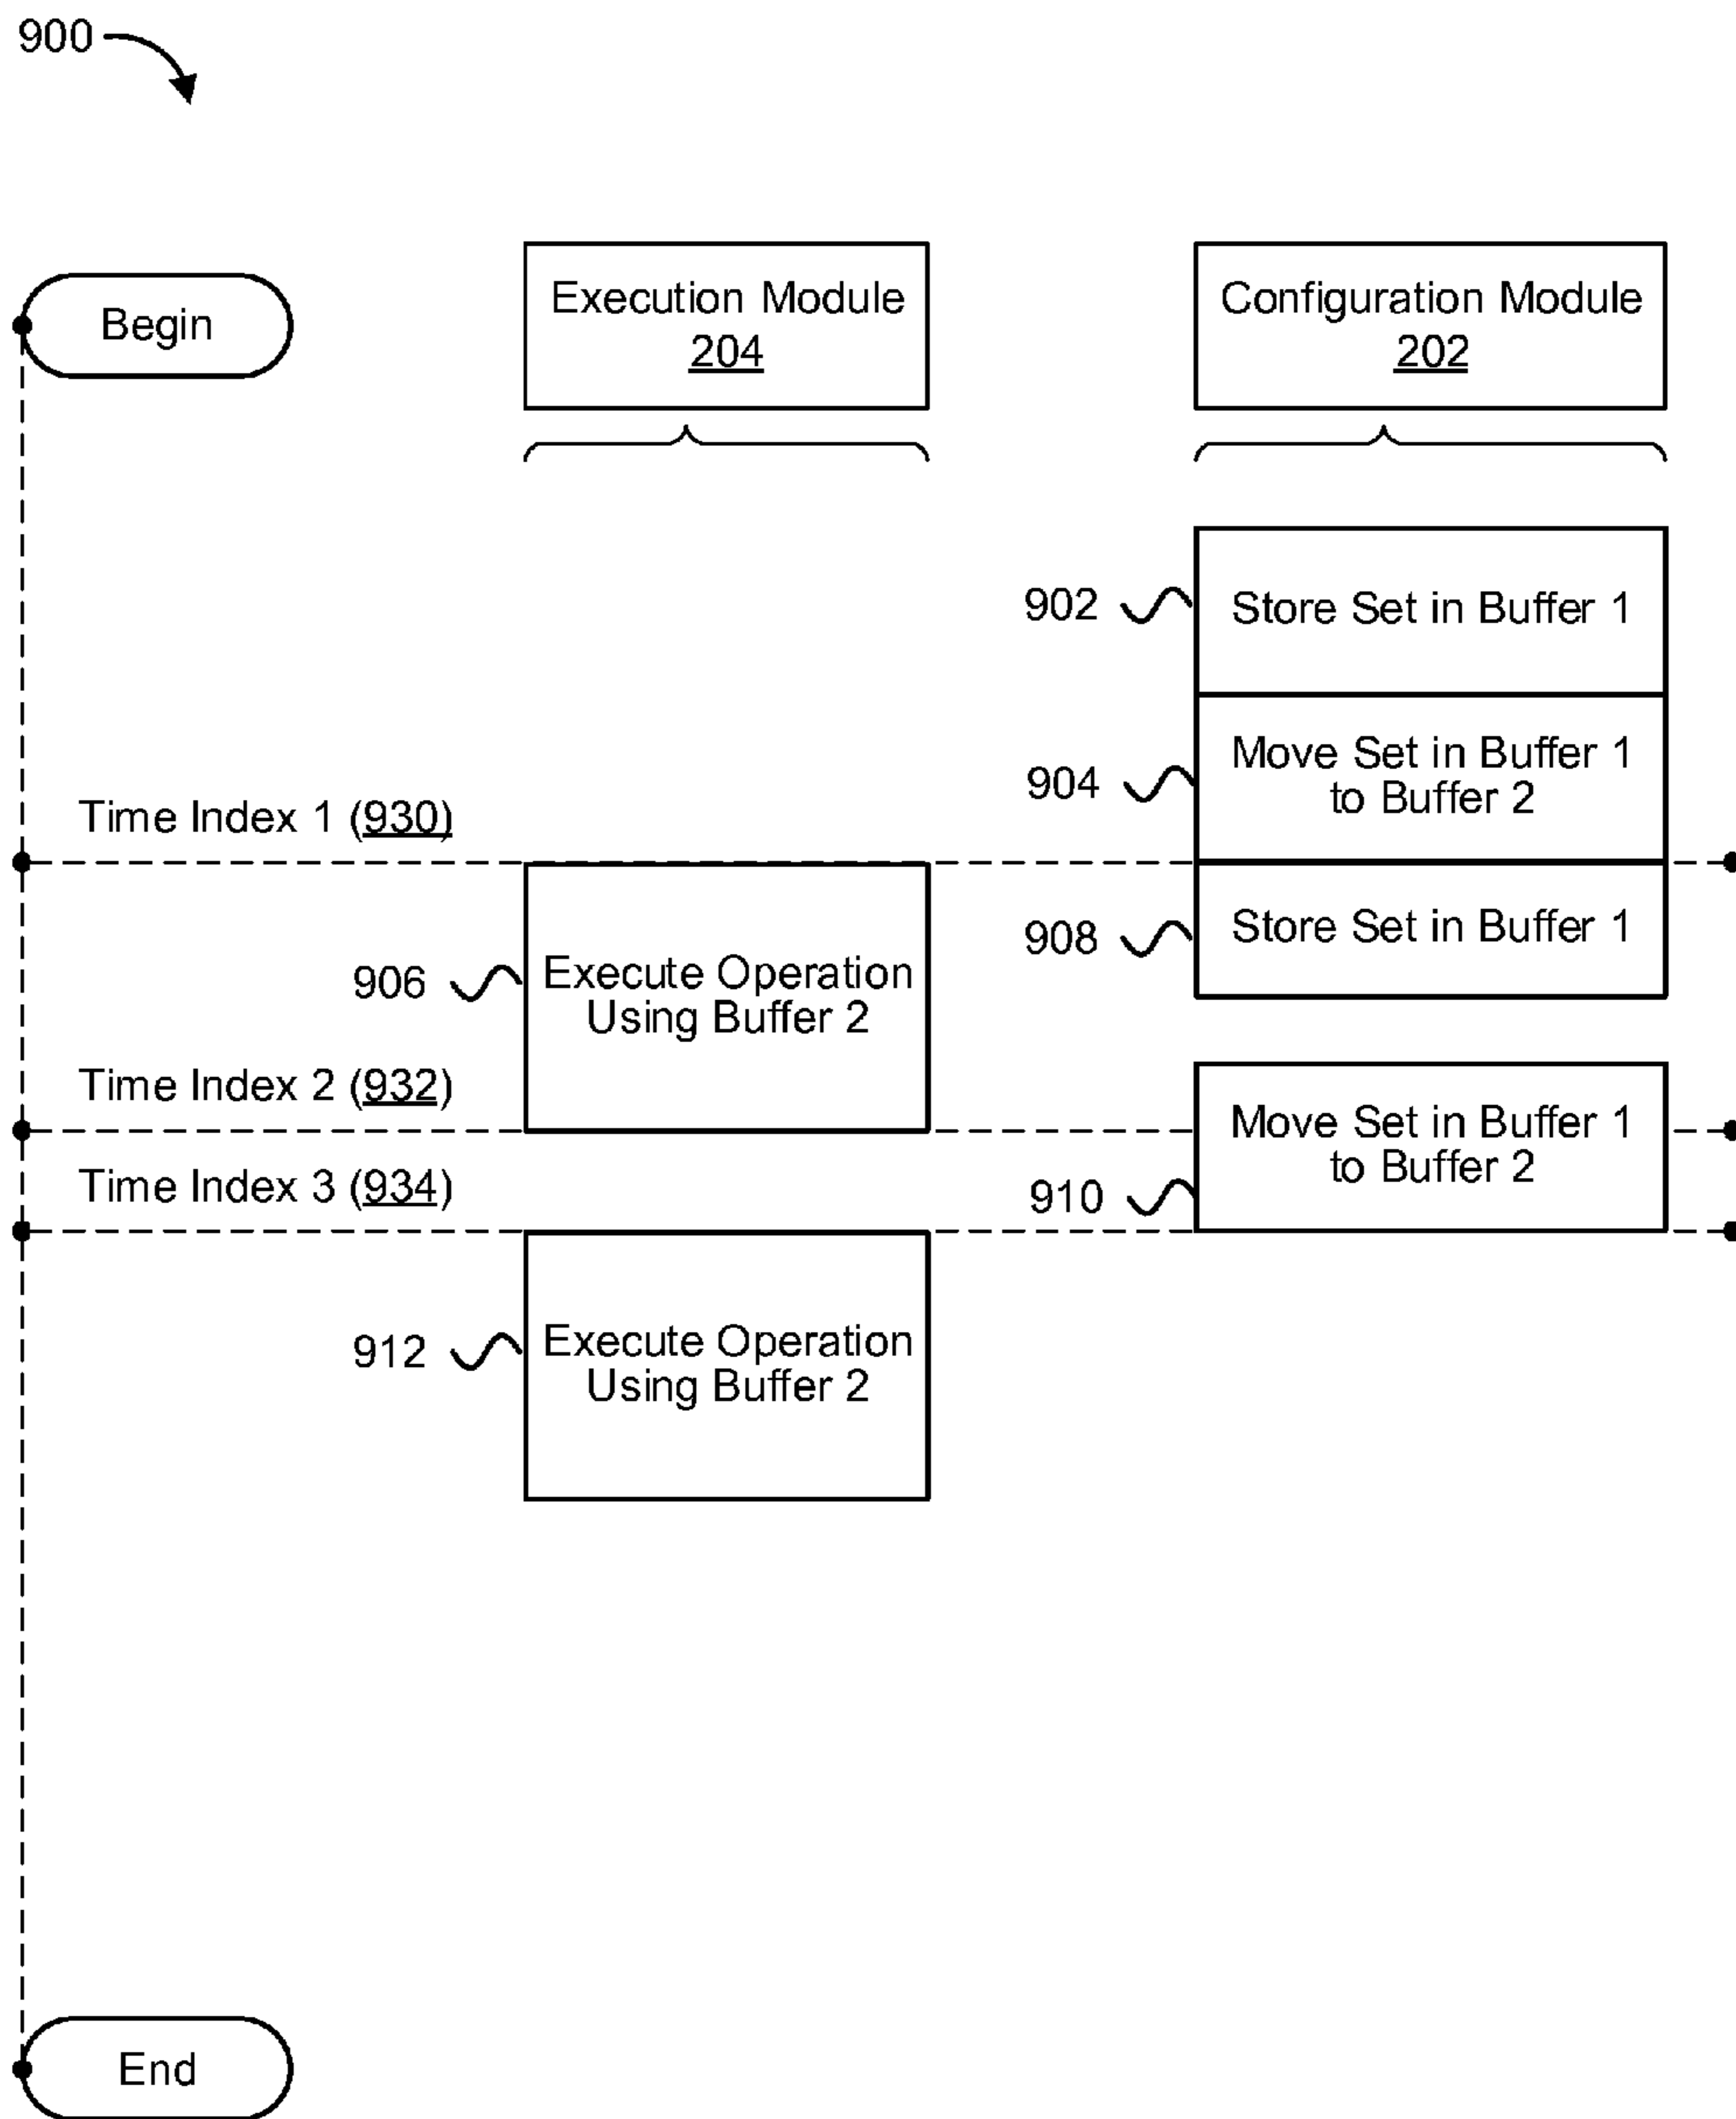 900
Begin
Execution Module
204
Configuration Module
202
902
Store Set in Buffer 1
904
Move Set in Buffer 1
to Buffer 2
Time Index 1 (930)
908
Store Set in Buffer 1
906
Execute Operation
Using Buffer 2
Time Index 2 (932)
Move Set in Buffer 1
to Buffer 2
Time Index 3 (934)
910
912
Execute Operation
Using Buffer 2
End